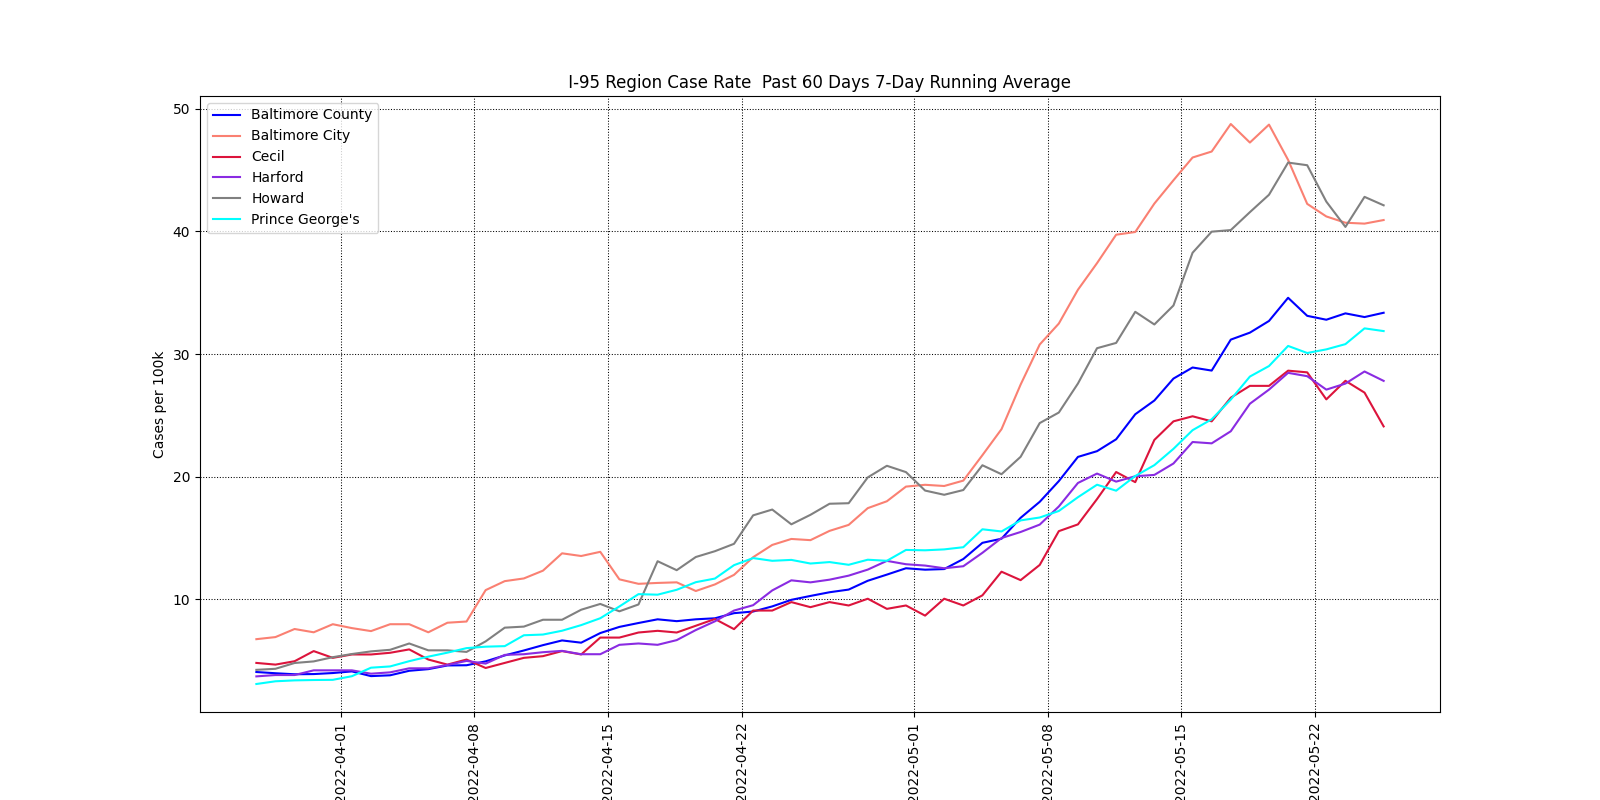 I-95 Region Case Rate  Past 60 Days 7-Day Running Average
Cases per 100k
50
40
30
20
10
Baltimore County
Baltimore City
Cecil
Harford
Howard
Prince George's
2022-04-01
2022-04-08
2022-04-15
2022-04-22
2022-05-01
2022-05-08
2022-05-15
2022-05-22